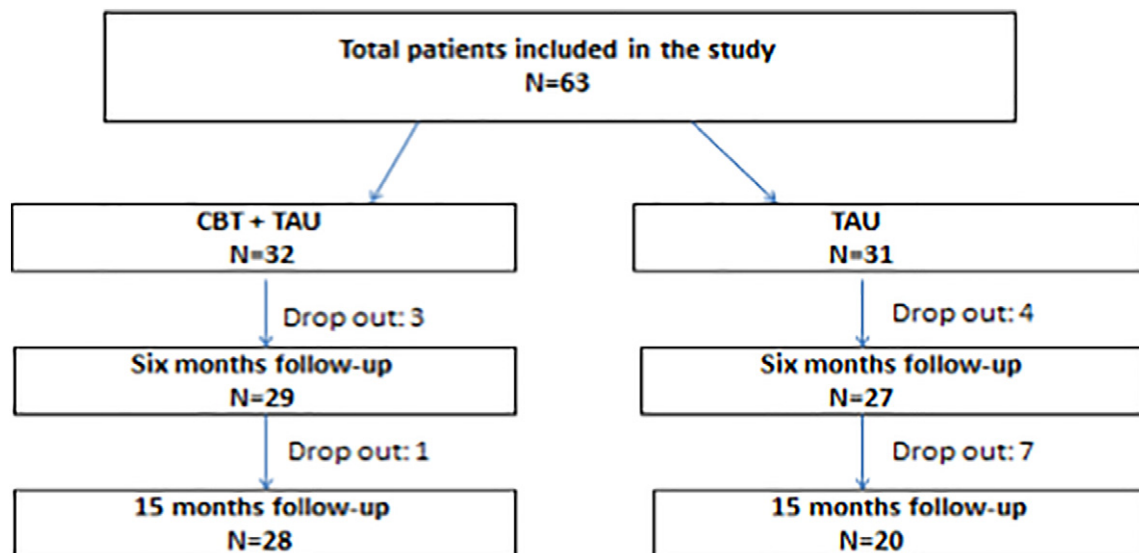 Total patients included in the study
N=63
CBT + TAU
N=32
TAU
N=31
Drop out: 3
Drop out: 4
Six months follow-up
N=29
Six months follow-up
N=27
Drop out: 1
Drop out: 7
15 months follow-up
N=28
15 months follow-up
N=20